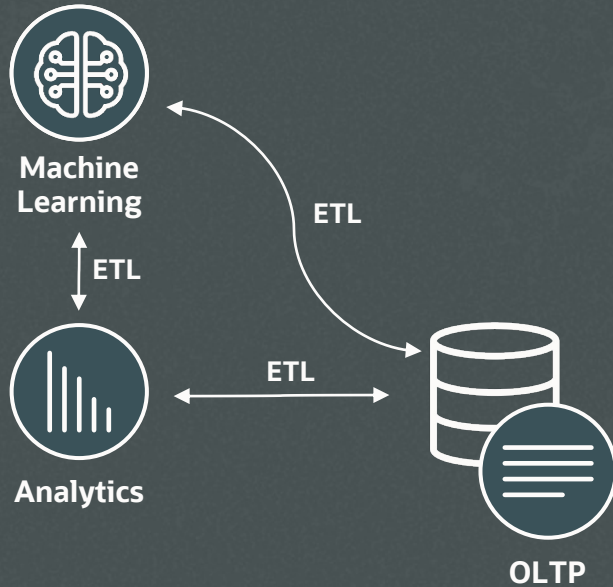 Machine
Learning
ETL
ETL
ETL
Analytics
OLTP